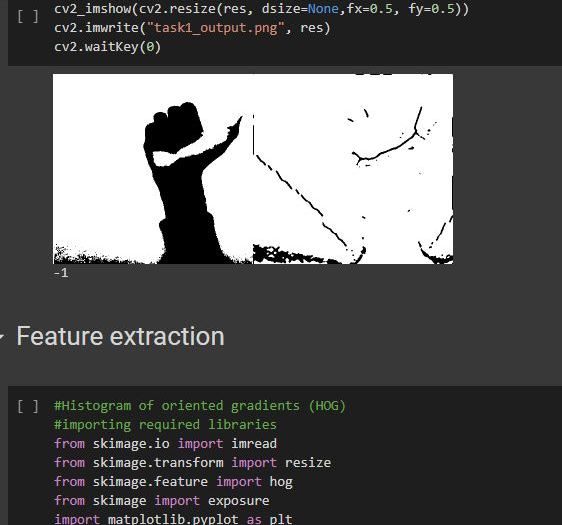 cv2_imshow(cv2.resize(res, dsize=None,fx=0.5, fy=0.5))
[ ] cv2.imwrite("task1_output.png", res)
cv2.waitKey(0)
-1
Feature extraction
[ ] #Histogram of oriented gradients (HOG)
#importing required libraries
from skimage.io import imread
from skimage.transform import resize
from skimage.feature import hog
from skimage import exposure
import matplotlib.pyplot as plt